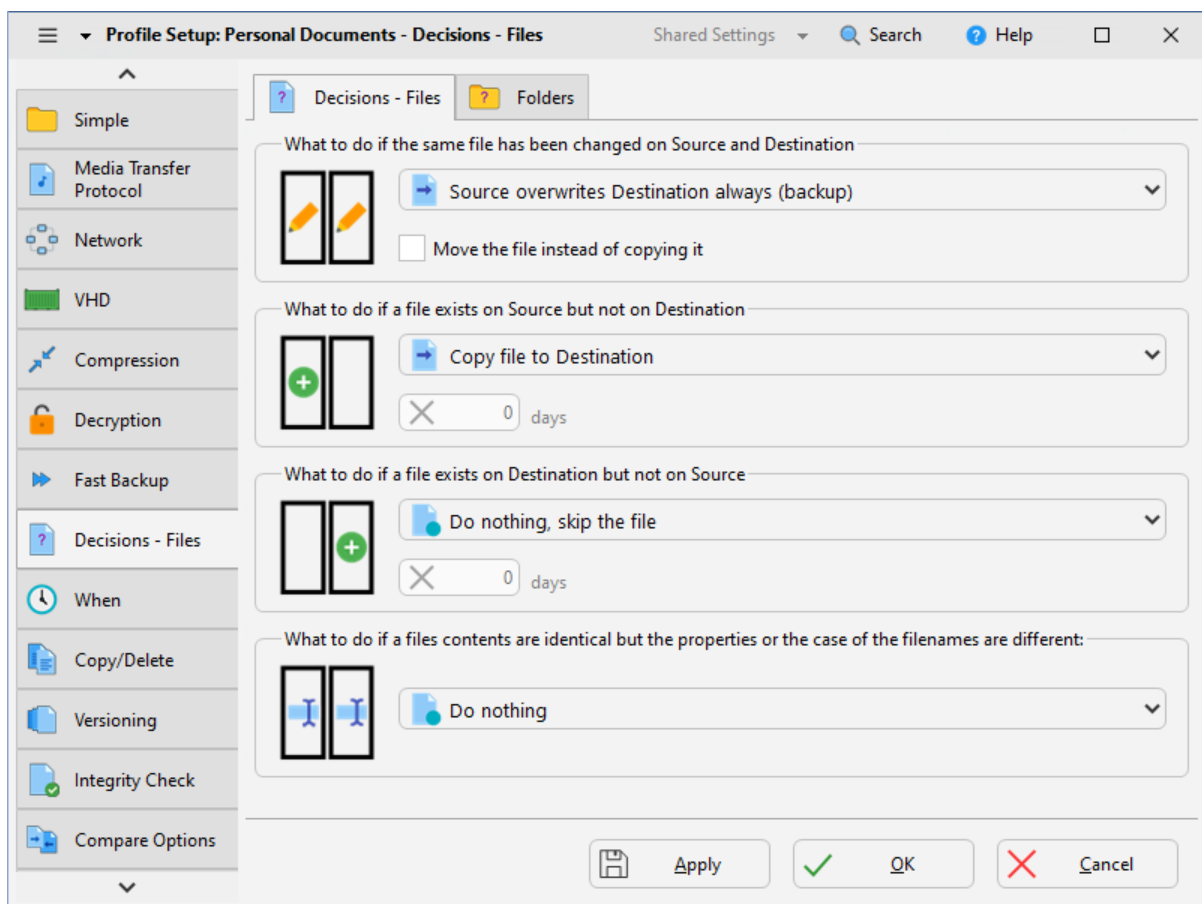 Profile Setup: Personal Documents - Decisions - Files
Shared Settings
Search
Help
Simple
Media Transfer
Protocol
Network
VHD
Compression
Decryption
Fast Backup
Decisions - Files
When
Copy/Delete
Versioning
Integrity Check
Compare Options
Decisions - Files
Folders
What to do if the same file has been changed on Source and Destination
Source overwrites Destination always (backup)
Move the file instead of copying it
What to do if a file exists on Source but not on Destination
Copy file to Destination
0 days
What to do if a file exists on Destination but not on Source
Do nothing, skip the file
0 days
What to do if a files contents are identical but the properties or the case of the filenames are different:
Do nothing
Apply
OK
Cancel